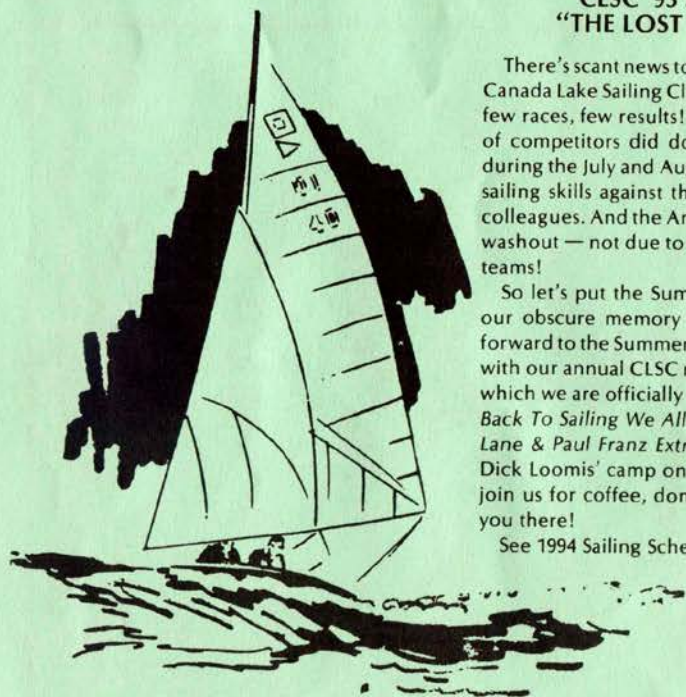 CLSC '93
"THE LOST
There's scant news to
Canada Lake Sailing Cl
few races, few results!
of competitors did do
during the July and Au
sailing skills against th
colleagues. And the Ar
washout — not due to
teams!
So let's put the Sum
our obscure memory
forward to the Summer
with our annual CLSC r
which we are officially
Back To Sailing We All
Lane & Paul Franz Extr
Dick Loomis' camp on
join us for coffee, don
you there!
See 1994 Sailing Sche